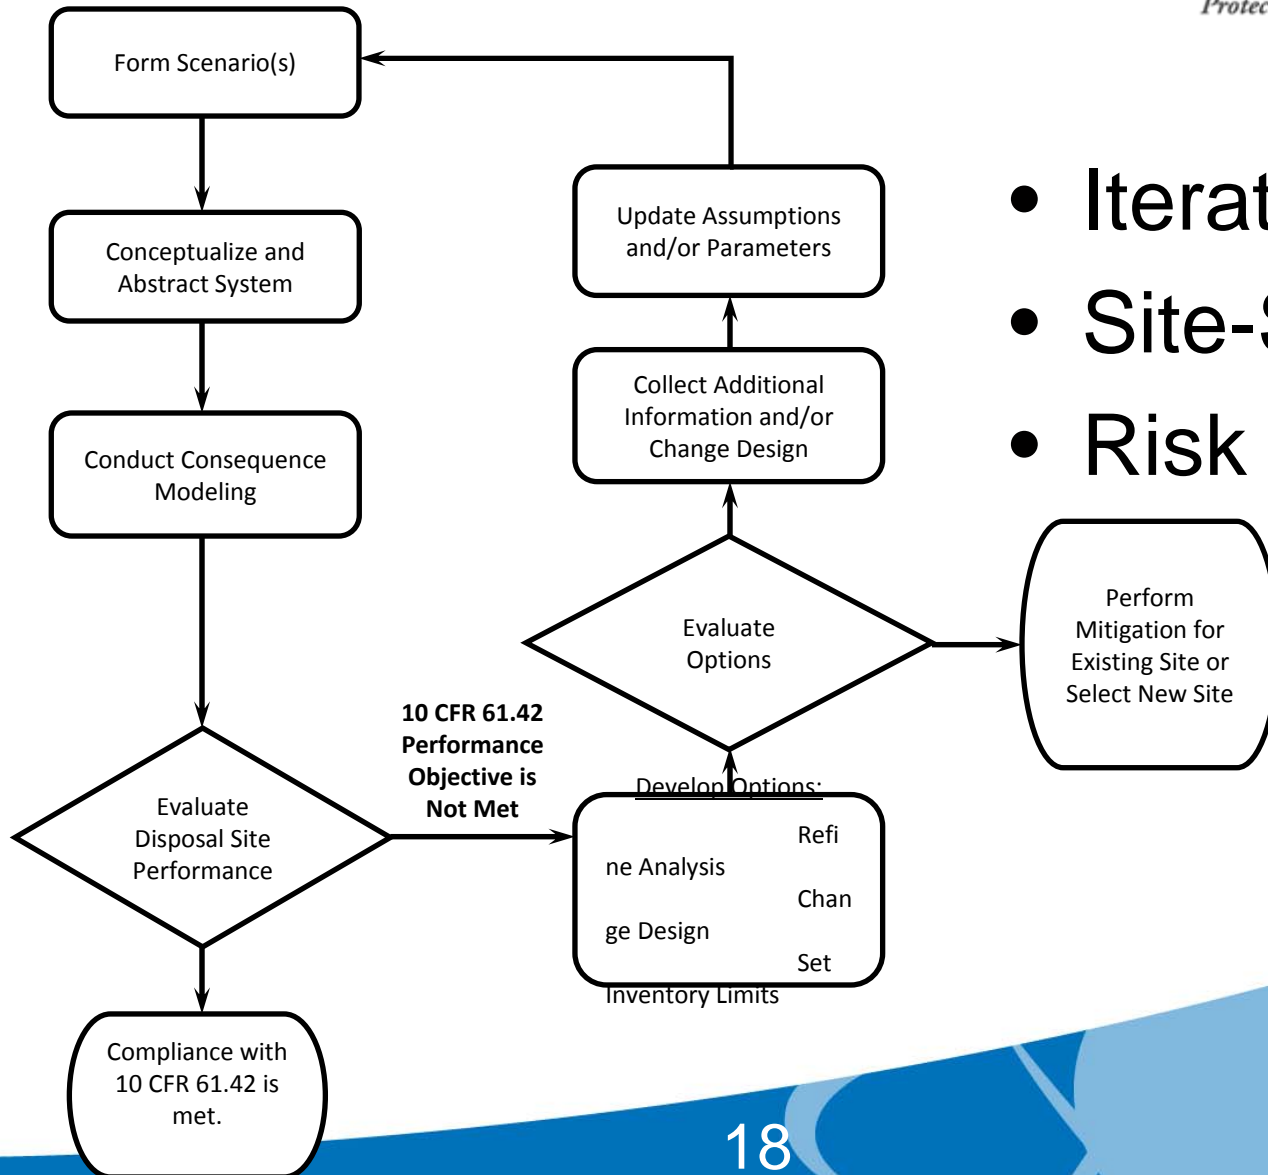 Protec
Form Scenario(s)
Conceptualize and
Abstract System
Conduct Consequence
Modeling
Evaluate
Disposal Site
Performance
Compliance with
10 CFR 61.42 is
met.
10 CFR 61.42
Performance
Objective is
Not Met
Develop Options:
Refi
ne Analysis
Chan
ge Design
Set
Inventory Limits
Evaluate
Options
Collect Additional
Information and/or
Change Design
Update Assumptions
and/or Parameters
Perform
Mitigation for
Existing Site or
Select New Site
• Iterat
• Site-S
• Risk
18